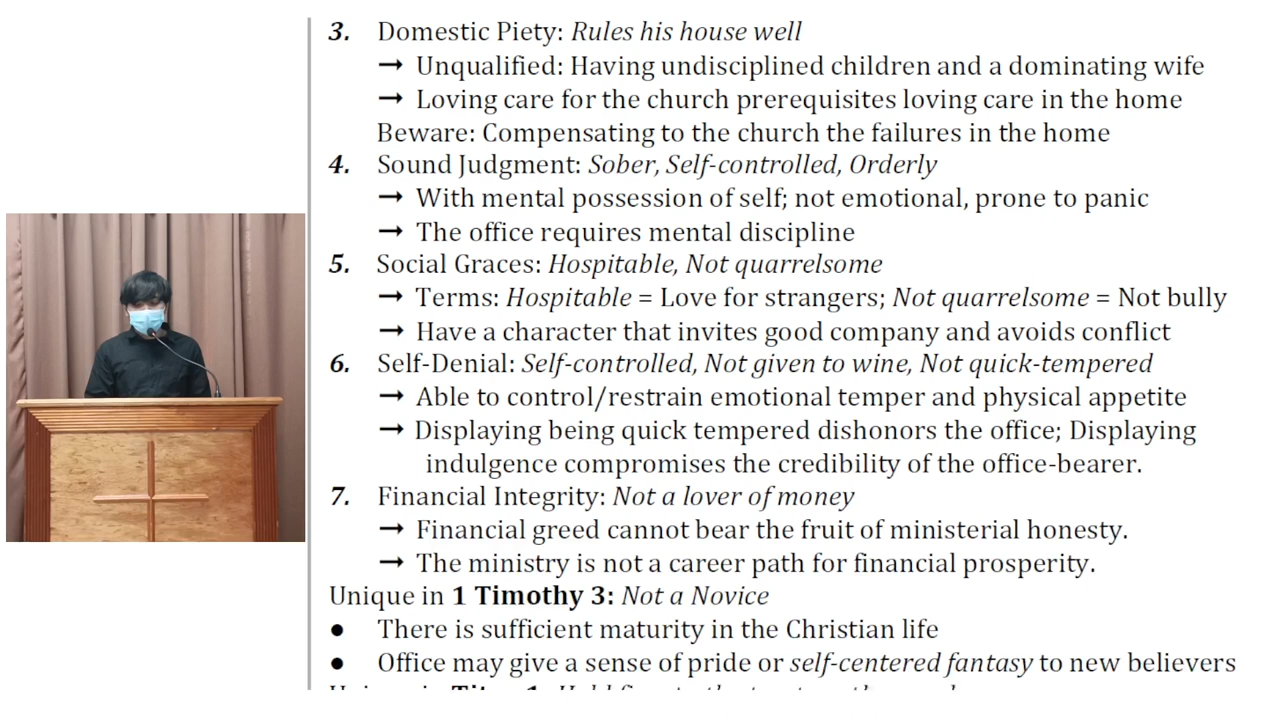 3. Domestic Piety: Rules his house well
→ Unqualified: Having undisciplined children and a dominating wife
→ Loving care for the church prerequisites loving care in the home
Beware: Compensating to the church the failures in the home
4. Sound Judgment: Sober, Self-controlled, Orderly
→ With mental possession of self; not emotional, prone to panic
→ The office requires mental discipline
5. Social Graces: Hospitable, Not quarrelsome
→ Terms: Hospitable = Love for strangers; Not quarrelsome = Not bully
→ Have a character that invites good company and avoids conflict
6. Self-Denial: Self-controlled, Not given to wine, Not quick-tempered
→ Able to control/restrain emotional temper and physical appetite
→ Displaying being quick tempered dishonors the office; Displaying
indulgence compromises the credibility of the office-bearer.
7. Financial Integrity: Not a lover of money
→ Financial greed cannot bear the fruit of ministerial honesty.
→ The ministry is not a career path for financial prosperity.
Unique in 1 Timothy 3: Not a Novice
● There is sufficient maturity in the Christian life
● Office may give a sense of pride or self-centered fantasy to new believers